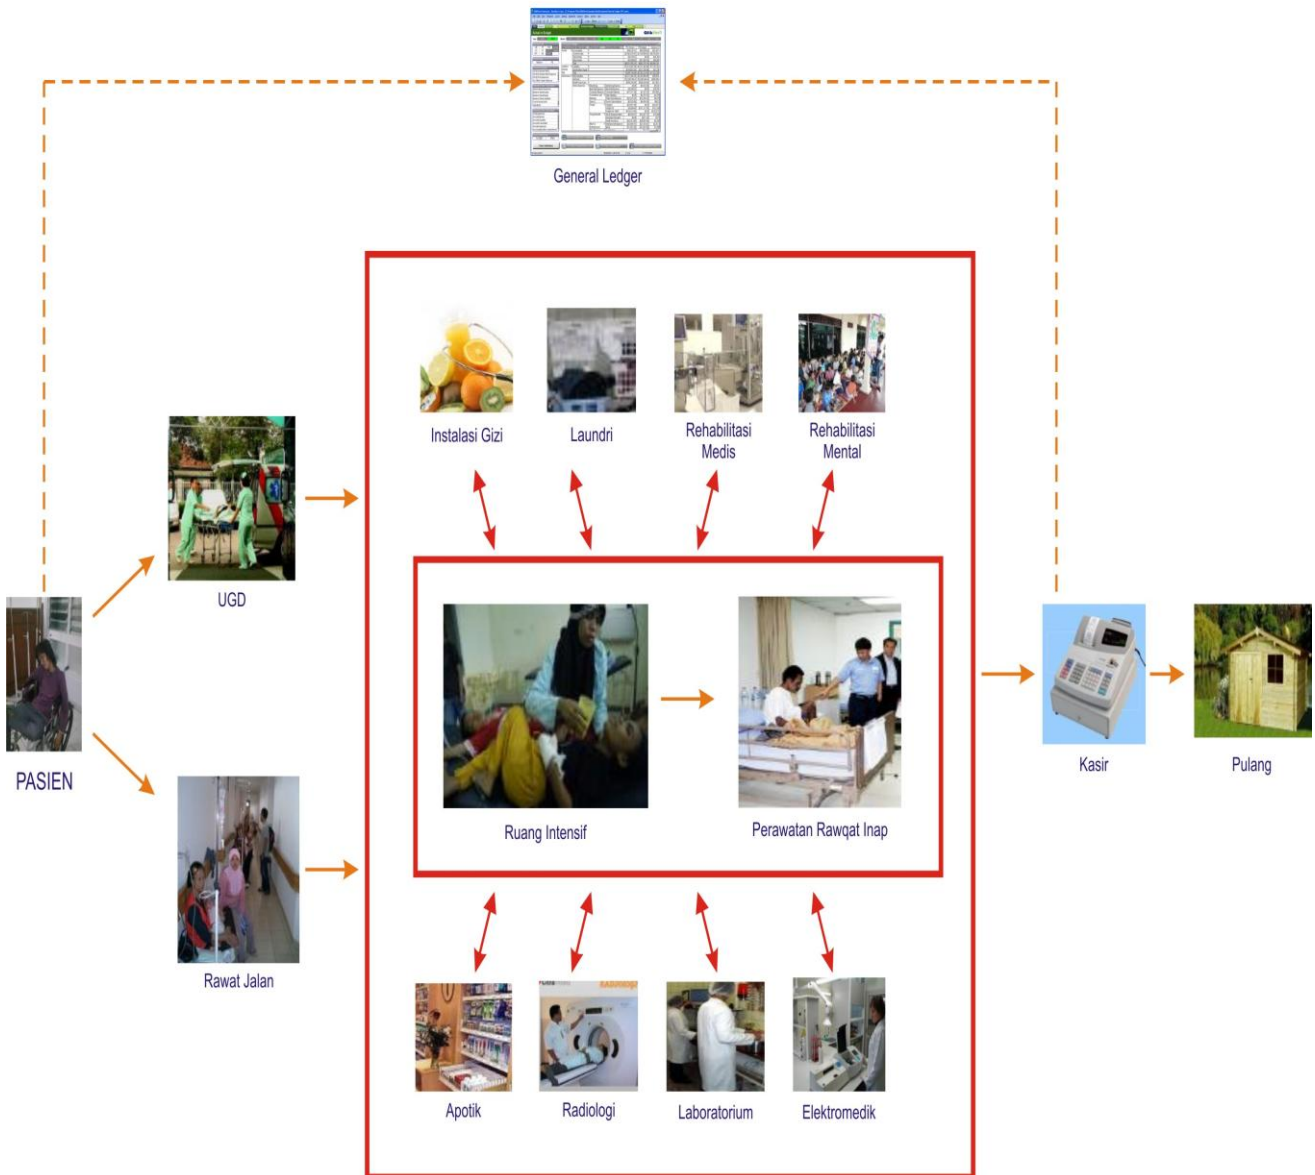 General Ledger
Instalasi Gizi
Laundri
Rehabilitasi
Medis
Rehabilitasi
Mental
UGD
PASIEN
Ruang Intensif
Perawatan Rawqat Inap
Kasir
Pulang
Rawat Jalan
Apotik
Radiologi
Laboratorium
Elektromedik